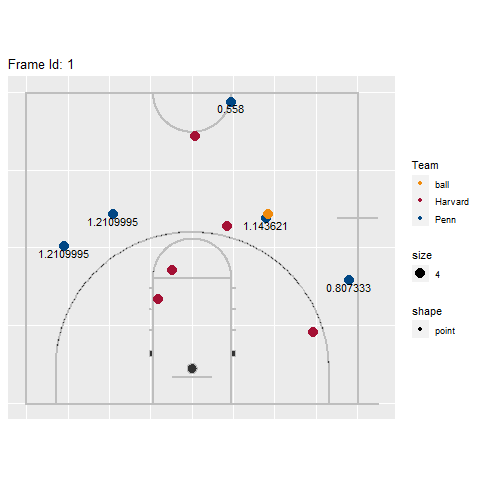 Frame Id: 1
0.558
1.2109995
1.143621
1.2109995
0.807333
Team
ball
Harvard
Penn
size
4
shape
point